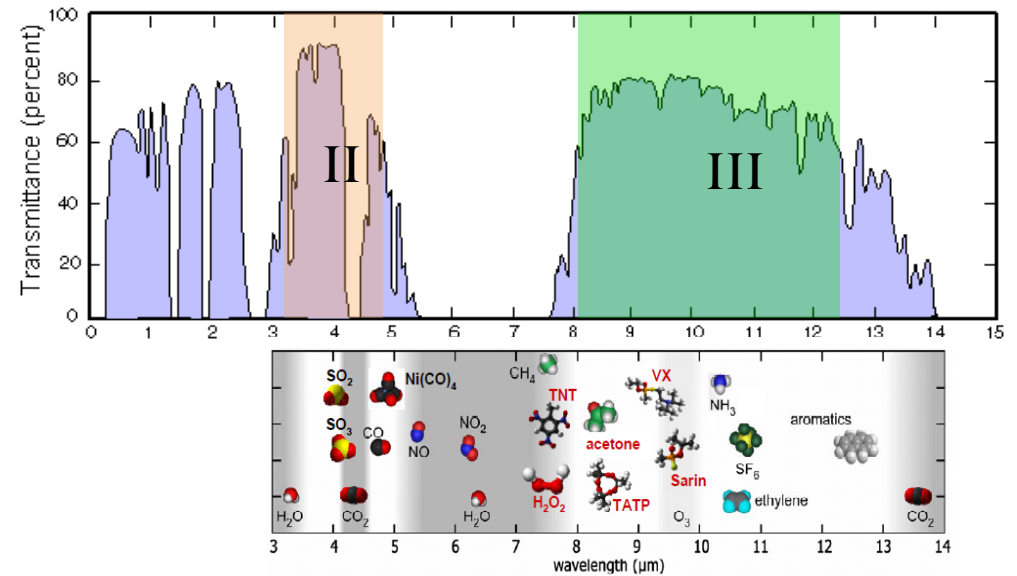 Transmittance (percent)
100
80
60
40
20
0
II
III
0 1 2 3 4 5 6 7 8 9 10 11 12 13 14 15
SO2
Ni(CO)4
CH4
TNT
VX
NH3
aromatics
SO3
CO
NO
NO2
acetone
Sarin
SF6
H2O
CO2
H2O
H2O2
TATP
O3
ethylene
CO2
3 4 5 6 7 8 9 10 11 12 13 14
wavelength (µm)